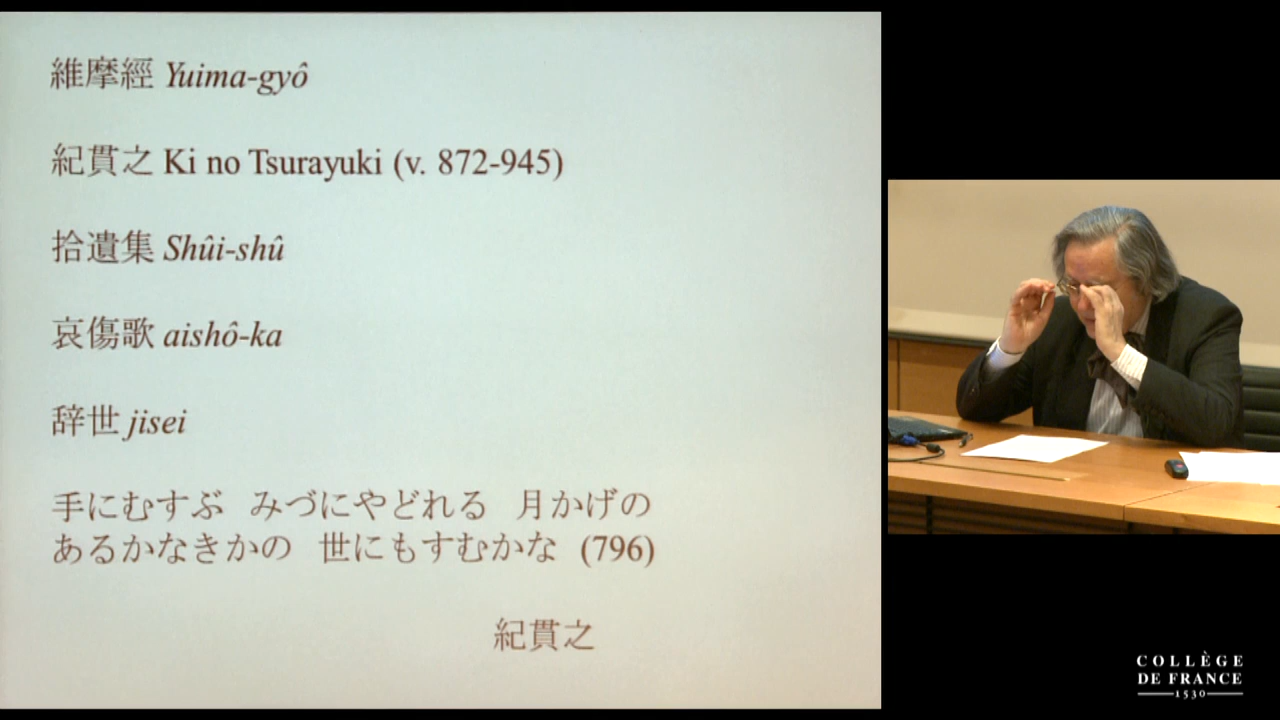 維摩經 Yuima-gyô
紀貫之 Ki no Tsurayuki (v. 872-945)
拾遺集 Shûi-shû
哀傷歌 aishô-ka
辞世 jisei
手にむすぶ みづにやどれる 月かげの
あるかなきかの 世にもすむかな (796)
紀貫之
COLLÈGE
DE FRANCE
1530